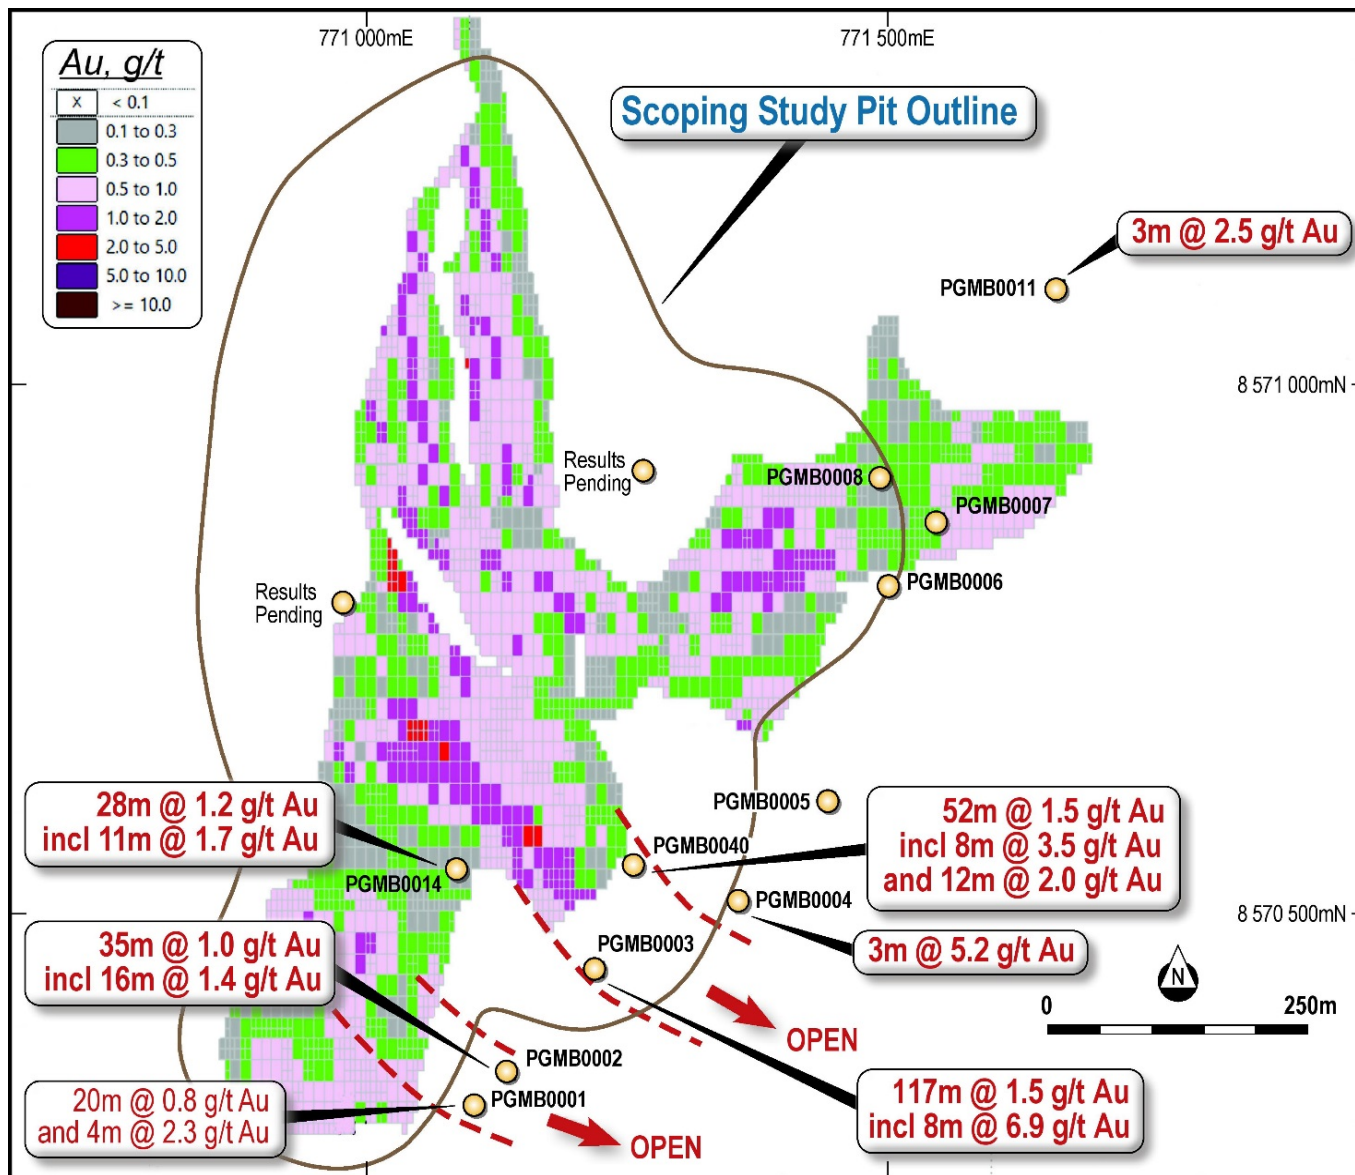 771 000mE
771 500mE
Au, g/t
X < 0.1
0.1 to 0.3
0.3 to 0.5
0.5 to 1.0
1.0 to 2.0
2.0 to 5.0
5.0 to 10.0
>= 10.0
Scoping Study Pit Outline
3m @ 2.5 g/t Au
PGMB0011
8 571 000mN
Results
Pending
PGMB0008
PGMB0007
PGMB0006
Results
Pending
28m @ 1.2 g/t Au
incl 11m @ 1.7 g/t Au
PGMB0014
PGMB0005
PGMB0040
52m @ 1.5 g/t Au
incl 8m @ 3.5 g/t Au
and 12m @ 2.0 g/t Au
PGMB0004
8 570 500mN
35m @ 1.0 g/t Au
incl 16m @ 1.4 g/t Au
PGMB0003
3m @ 5.2 g/t Au
N
0 250m
OPEN
PGMB0002
20m @ 0.8 g/t Au
and 4m @ 2.3 g/t Au
PGMB0001
OPEN
117m @ 1.5 g/t Au
incl 8m @ 6.9 g/t Au